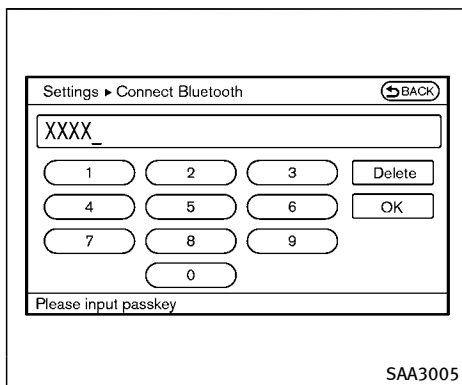 Settings ▸ Connect Bluetooth
BACK
XXXX_
1 2 3 Delete
4 5 6 OK
7 8 9
0
Please input passkey
SAA3005